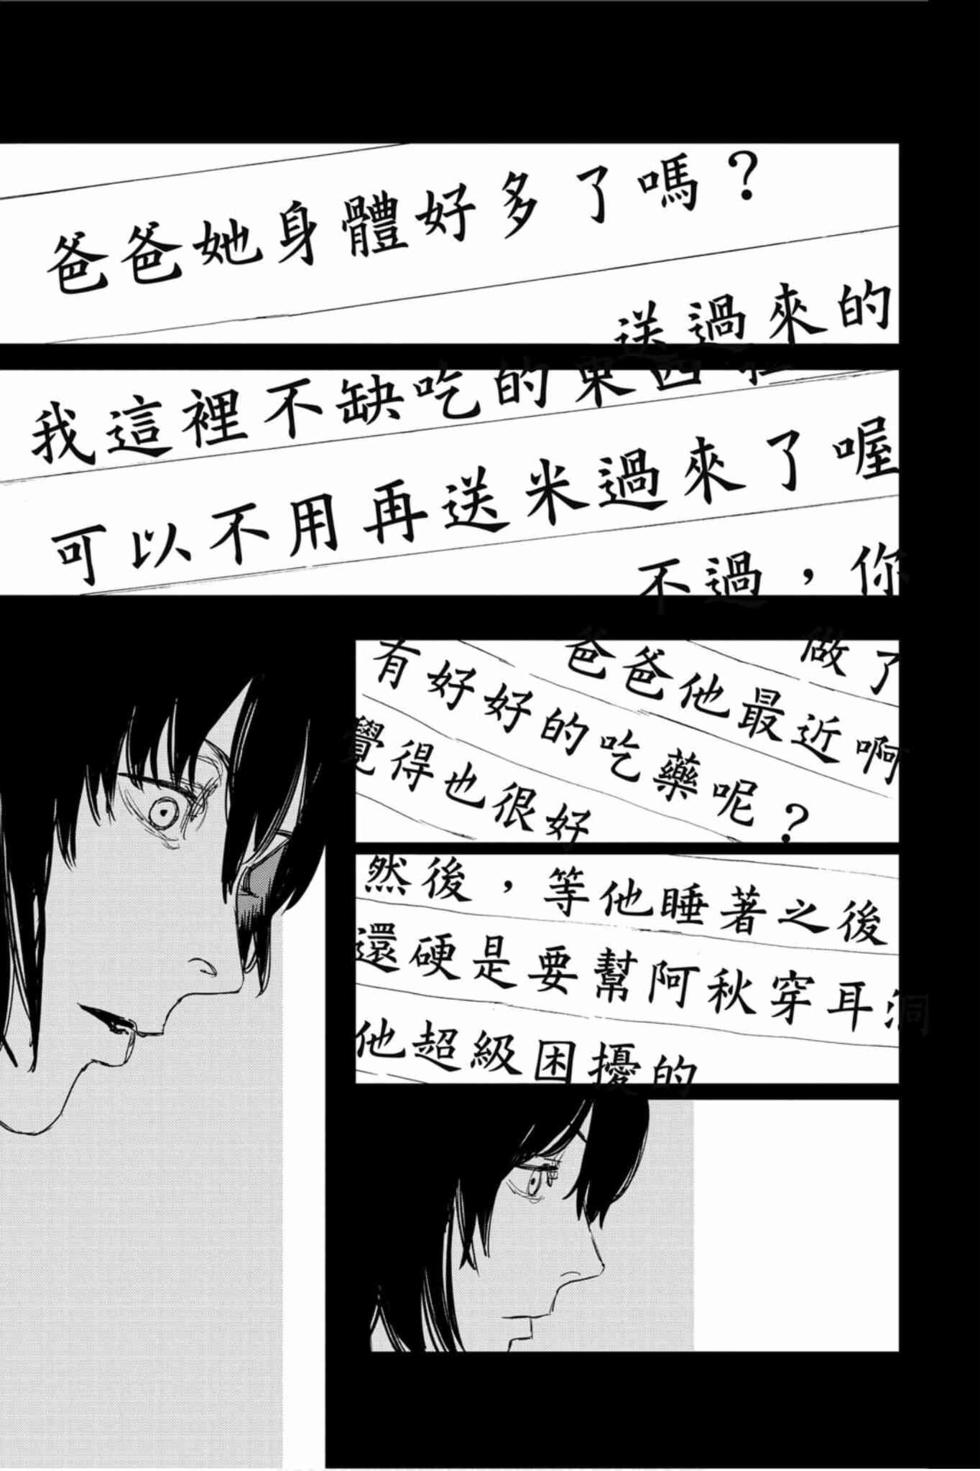 爸爸她身體好多了嗎？
送過來的
我這裡不缺吃的東西
可以不用再送米過來了喔
不過，你
做了
爸爸他最近啊
有好好的吃藥呢？
覺得也很好
然後，等他睡著之後
還硬是要幫阿秋穿耳洞
他超級困擾的